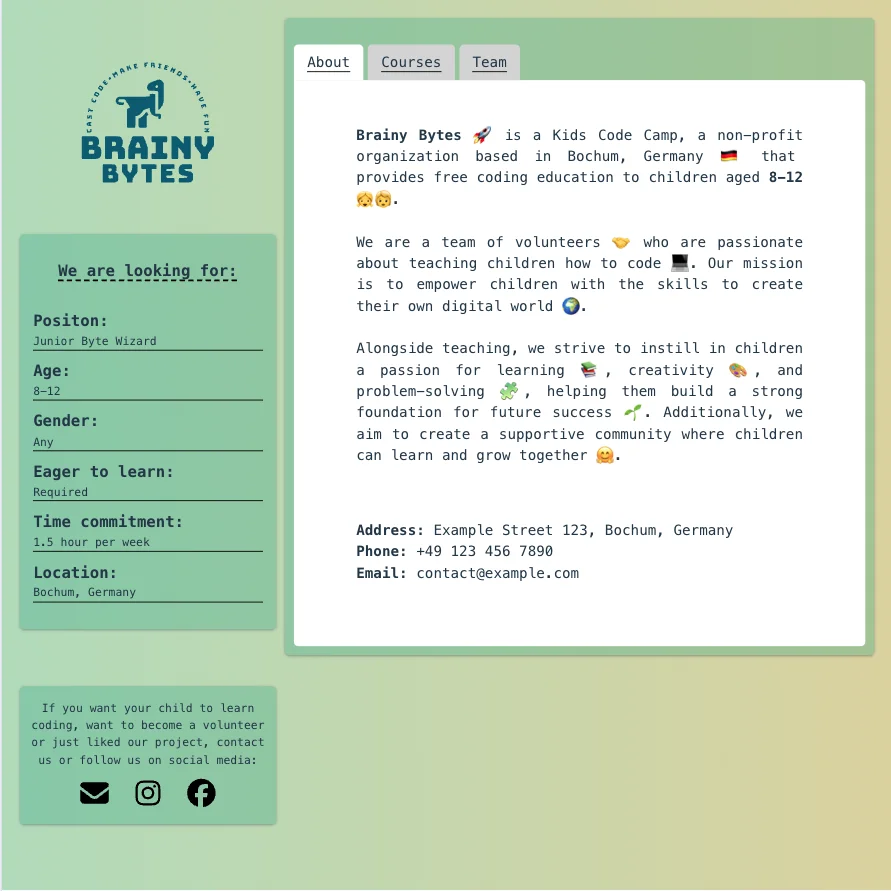 CAST CODE•MAKE FRIENDS•HAVE FUN
BRAINY
BYTES
We are looking for:
Positon:
Junior Byte Wizard
Age:
8–12
Gender:
Any
Eager to learn:
Required
Time commitment:
1.5 hour per week
Location:
Bochum, Germany
If you want your child to learn
coding, want to become a volunteer
or just liked our project, contact
us or follow us on social media:
About
Courses
Team
Brainy Bytes 🚀 is a Kids Code Camp, a non-profit
organization based in Bochum, Germany 🇩🇪 that
provides free coding education to children aged 8–12
👧🧒.
We are a team of volunteers 🤝 who are passionate
about teaching children how to code 💻. Our mission
is to empower children with the skills to create
their own digital world 🌍.
Alongside teaching, we strive to instill in children
a passion for learning 📚, creativity 🎨, and
problem-solving 🧩, helping them build a strong
foundation for future success 🌱. Additionally, we
aim to create a supportive community where children
can learn and grow together 🤗.
Address: Example Street 123, Bochum, Germany
Phone: +49 123 456 7890
Email: contact@example.com